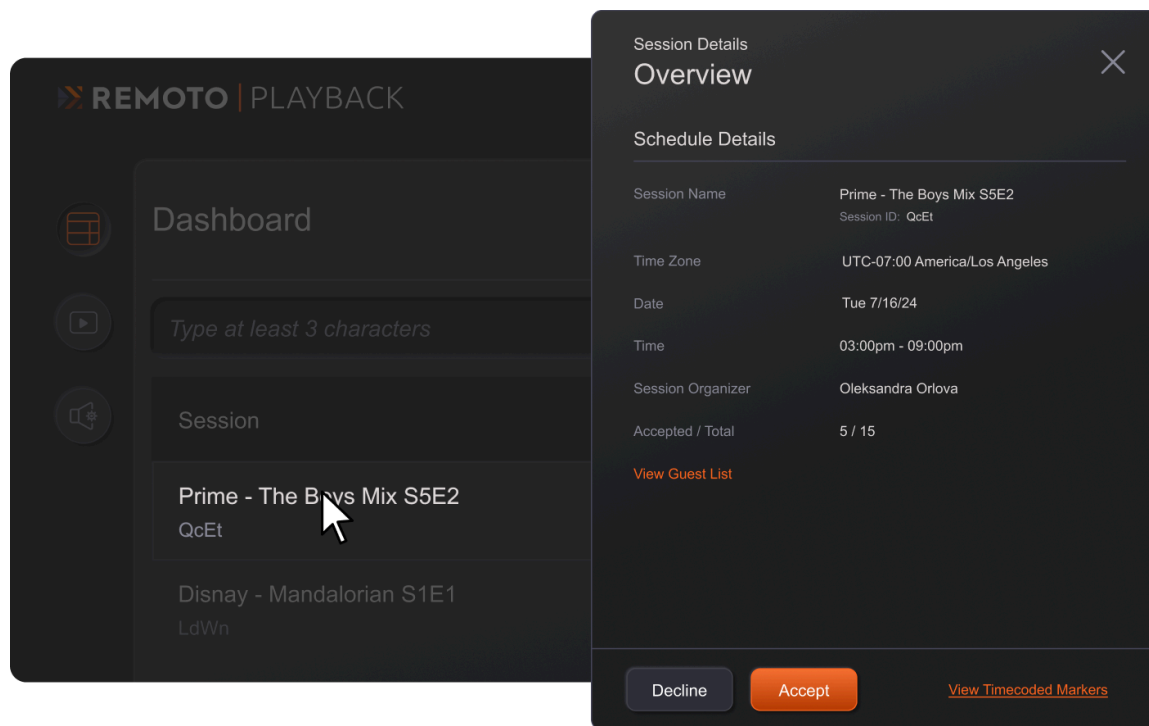 REMOTO | PLAYBACK
Dashboard
Type at least 3 characters
Session
Prime - The Boys Mix S5E2
QcEt
Disnay - Mandalorian S1E1
LdWn
Session Details
Overview
Schedule Details
Session Name Prime - The Boys Mix S5E2
Session ID: QcEt
Time Zone UTC-07:00 America/Los Angeles
Date Tue 7/16/24
Time 03:00pm - 09:00pm
Session Organizer Oleksandra Orlova
Accepted / Total 5 / 15
View Guest List
Decline Accept View Timecoded Markers